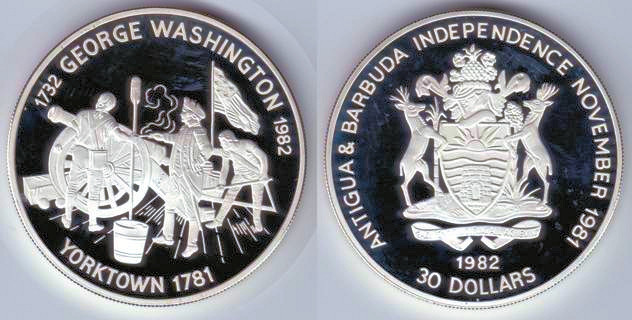 1732 GEORGE WASHINGTON 1982
YORKTOWN 1781
ANTIGUA & BARBUDA INDEPENDENCE NOVEMBER 1981
1982
30 DOLLARS